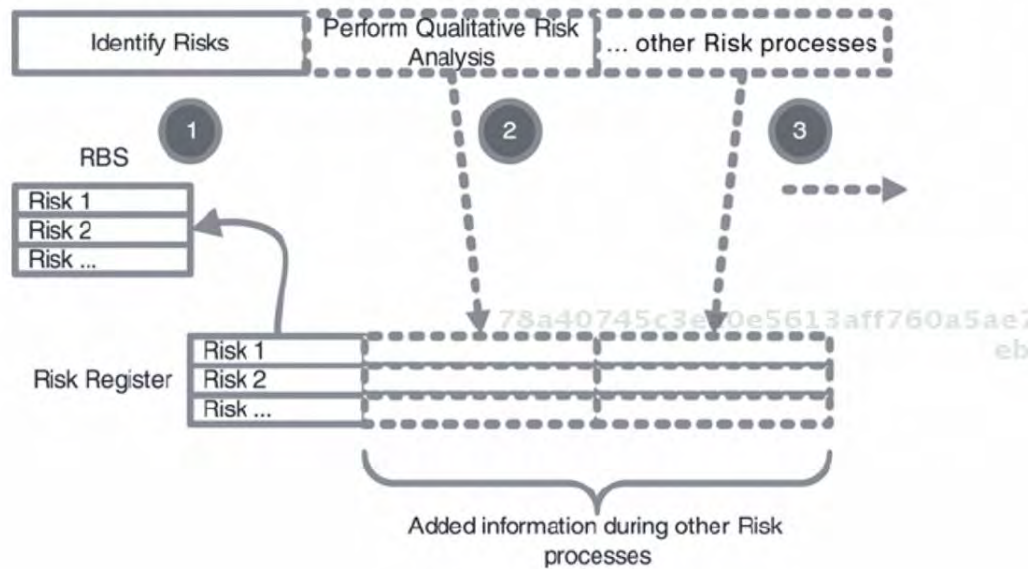 Identify Risks
Perform Qualitative Risk
Analysis
... other Risk processes
1
2
3
RBS
Risk 1
Risk 2
Risk ...
Risk Register
Risk 1
Risk 2
Risk ...
Added information during other Risk
processes
eb